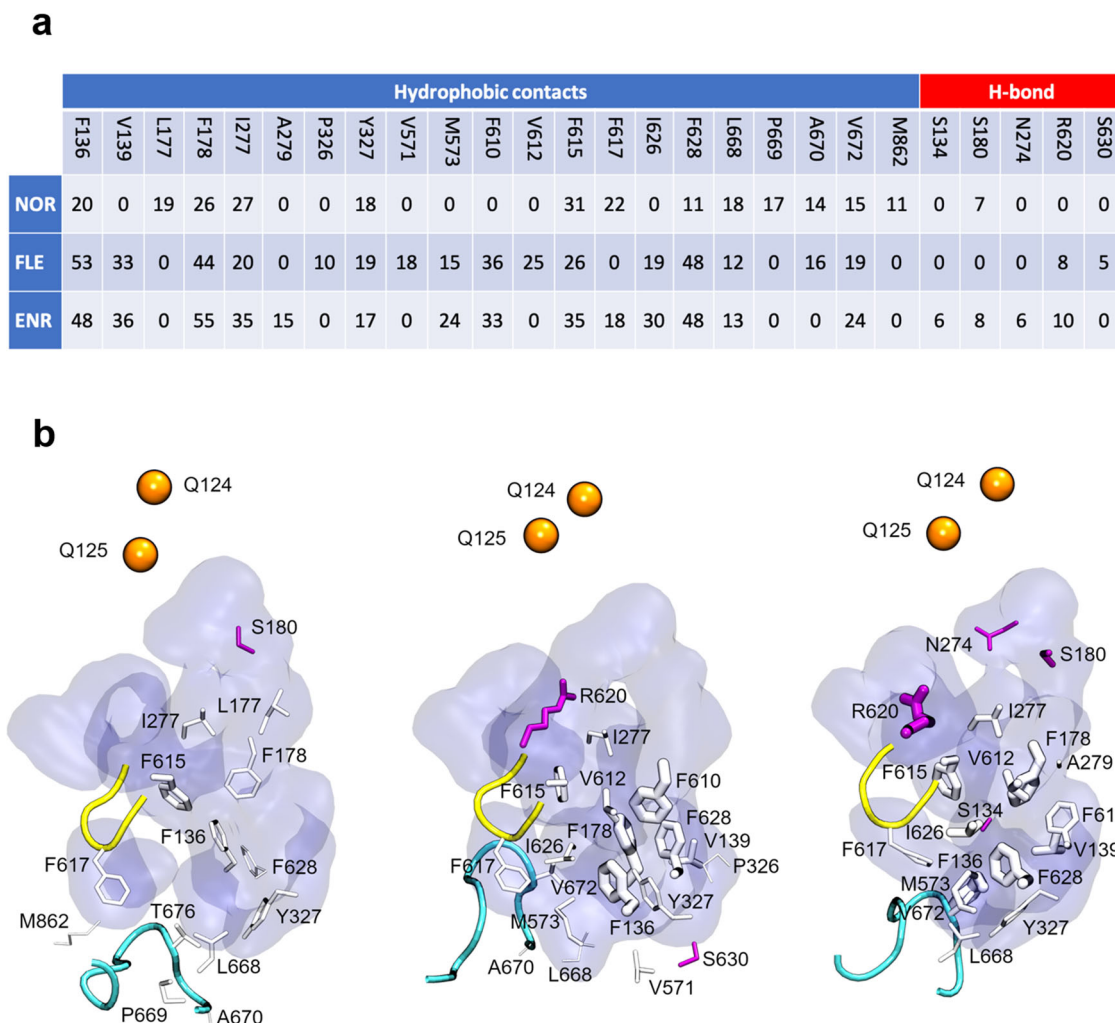 a
Hydrophobic contacts H-bond
F136 V139 L177 F178 I277 A279 P326 Y327 V571 M573 F610 V612 F615 F617 I626 F628 L668 P669 A670 V672 M862 S134 S180 N274 R620 S630
NOR 20 0 19 26 27 0 0 18 0 0 0 0 31 22 0 11 18 17 14 15 11 0 7 0 0 0
FLE 53 33 0 44 20 0 10 19 18 15 36 25 26 0 19 48 12 0 16 19 0 0 0 0 8 5
ENR 48 36 0 55 35 15 0 17 0 24 33 0 35 18 30 48 13 0 0 24 0 6 8 6 10 0
b
Q124
Q125
S180
L177
I277
F178
F615
F136
F617
F628
M862
T676
Y327
L668
P669
A670
Q124
Q125
R620
I277
V612
F615
F610
F628
F178
I626
V139
F617
P326
V672
Y327
M573
F136
A670
L668
S630
V571
Q124
Q125
N274
S180
R620
I277
F178
V612
F615
A279
S134
F61
I626
V139
F617
F136
F628
M573
V672
Y327
L668